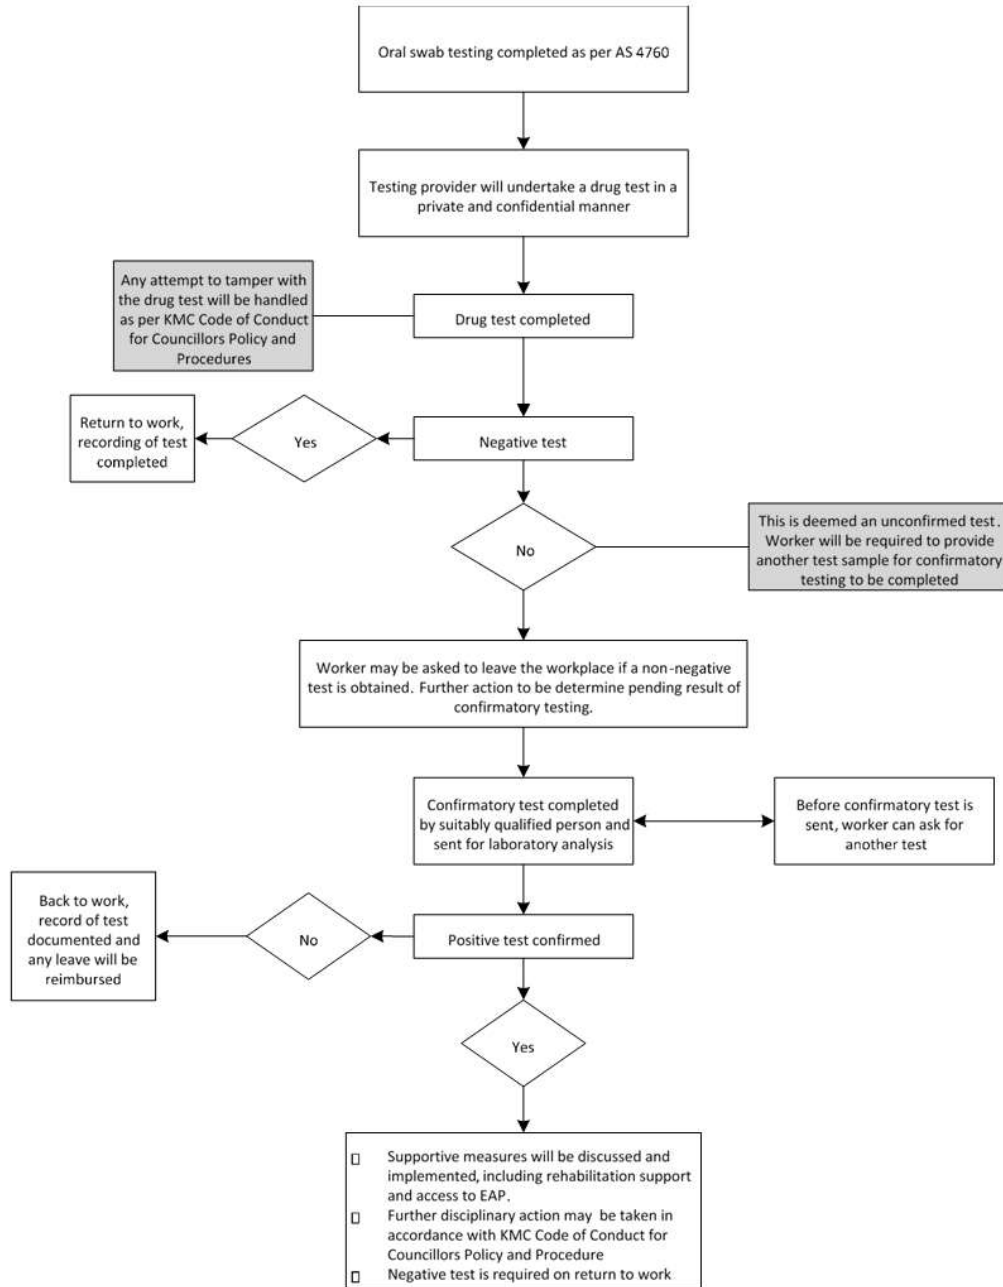 Oral swab testing completed as per AS 4760
Testing provider will undertake a drug test in a
private and confidential manner
Any attempt to tamper with
the drug test will be handled
as per KMC Code of Conduct
for Councillors Policy and
Procedures
Drug test completed
Return to work,
recording of test
completed
Yes
Negative test
No
This is deemed an unconfirmed test.
Worker will be required to provide
another test sample for confirmatory
testing to be completed
Worker may be asked to leave the workplace if a non-negative
test is obtained. Further action to be determine pending result of
confirmatory testing.
Confirmatory test completed
by suitably qualified person and
sent for laboratory analysis
Before confirmatory test is
sent, worker can ask for
another test
Back to work,
record of test
documented and
any leave will be
reimbursed
No
Positive test confirmed
Yes
Supportive measures will be discussed and
implemented, including rehabilitation support
and access to EAP.
Further disciplinary action may be taken in
accordance with KMC Code of Conduct for
Councillors Policy and Procedure
Negative test is required on return to work